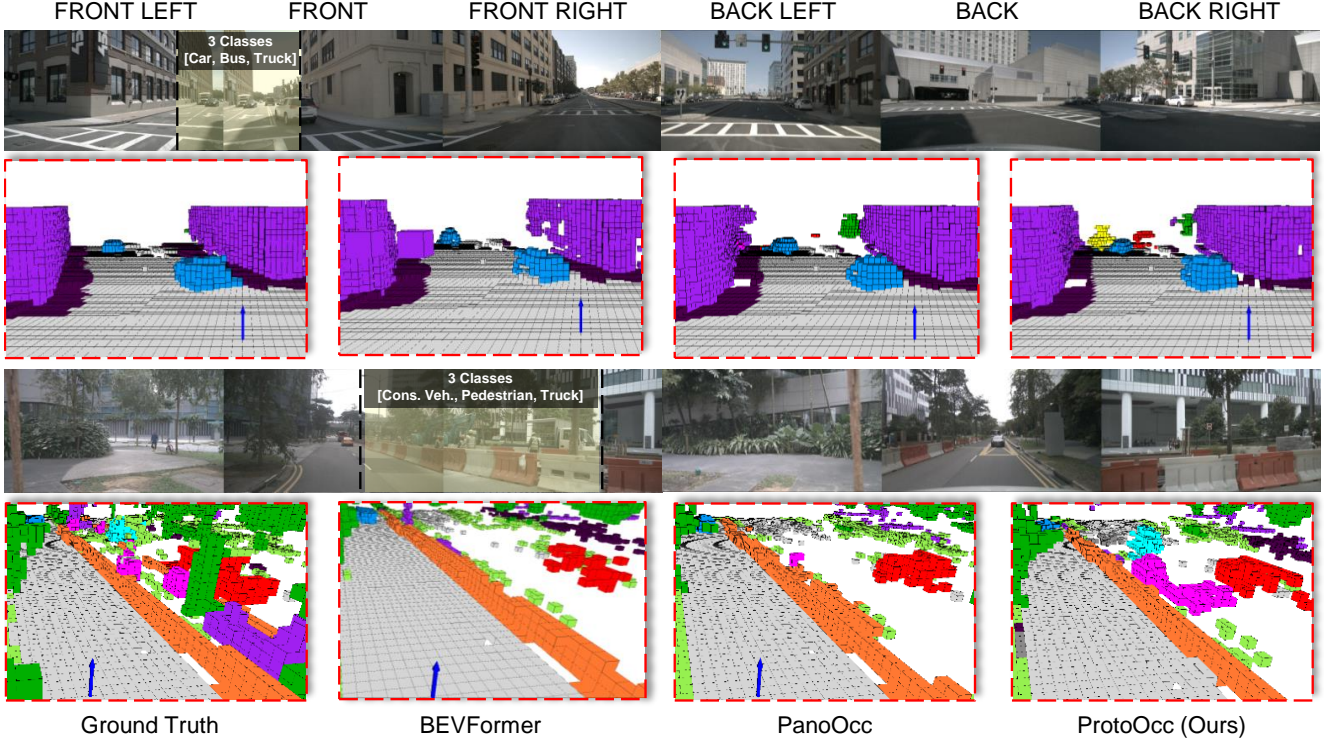 FRONT LEFT
FRONT
FRONT RIGHT
BACK LEFT
BACK
BACK RIGHT
3 Classes
[Car, Bus, Truck]
3 Classes
[Cons. Veh., Pedestrian, Truck]
Ground Truth
BEVFormer
PanoOcc
ProtoOcc (Ours)